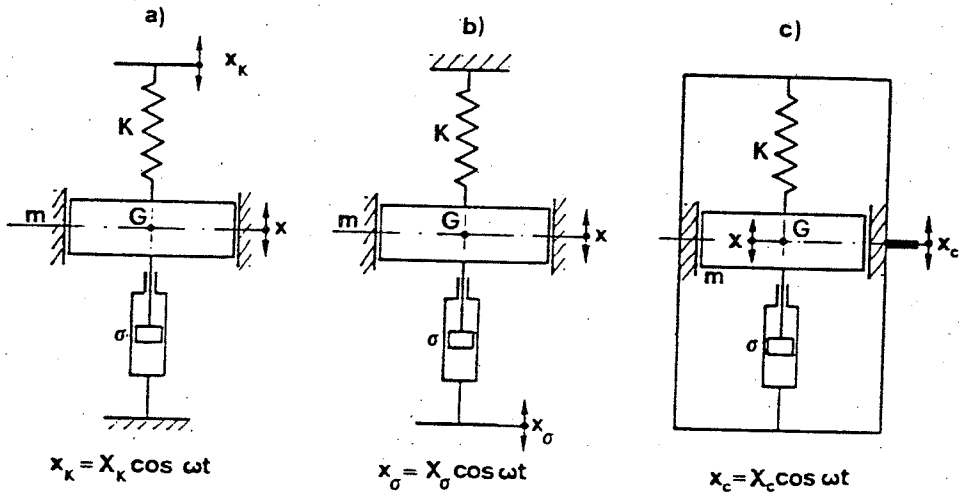 a)
x_K
K
m
G
x
σ
x_K = X_K cos ωt
b)
K
m
G
x
σ
x_σ
x_σ = X_σ cos ωt
c)
K
x
G
x_c
m
σ
x_c = X_c cos ωt